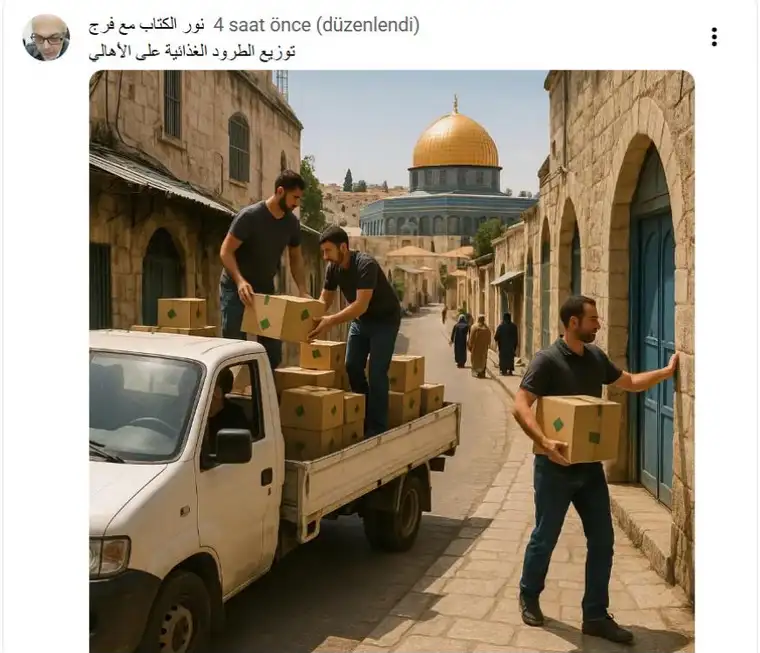 نور الكتاب مع فرج 4 saat önce (düzenlendi)
توزيع الطرود الغذائية على الأهالي